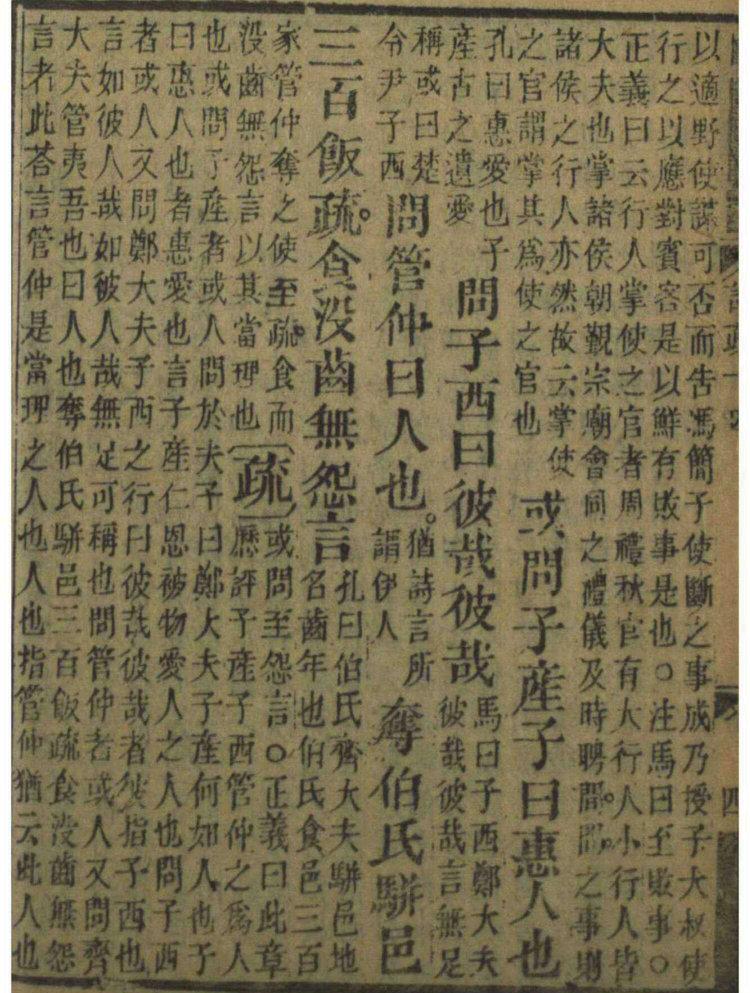 以適野使謀可否而告馮簡子使斷之事成乃授子大叔使
行之以應對賓客是以鮮有敗事是也○注馬曰至敗事○
正義曰云行人掌使之官者周禮秋官有大行人小行人皆
大夫也掌諸侯朝覲宗廟會同之禮儀及時聘間問之事則
諸侯之行人亦然故云掌使
之官謂掌其爲使之官也
或問子產子曰惠人也
孔曰惠愛也子
產古之遺愛
問子西曰彼哉彼哉
馬曰子西鄭大夫
彼哉彼哉言無足
稱或曰楚
令尹子西
問管仲曰人也。
猶詩言所
謂伊人
奪伯氏駢邑
三百飯疏。食没齒無怨言
孔曰伯氏齊大夫駢邑地
名齒年也伯氏食邑三百
家管仲奪之使至疏。食而
没齒無怨言以其當理也
疏
或問至怨言○正義曰此章
歷評子產子西管仲之爲人
也或問子產者或人問於夫子曰鄭大夫子產何如人也子
曰惠人也者惠愛也言子產仁恩被物愛人之人也問子西
者或人又問鄭大夫子西之行曰彼哉彼哉者彼指子西也
言如彼人哉如彼人哉無足可稱也問管仲者或人又問齊
大夫管夷吾也曰人也奪伯氏駢邑三百飯疏食没齒無怨
言者此荅言管仲是當理之人也人也指管仲猶云此人也
四